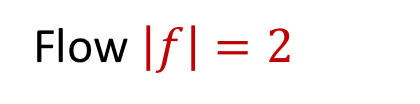 Flow |𝑓| = 2